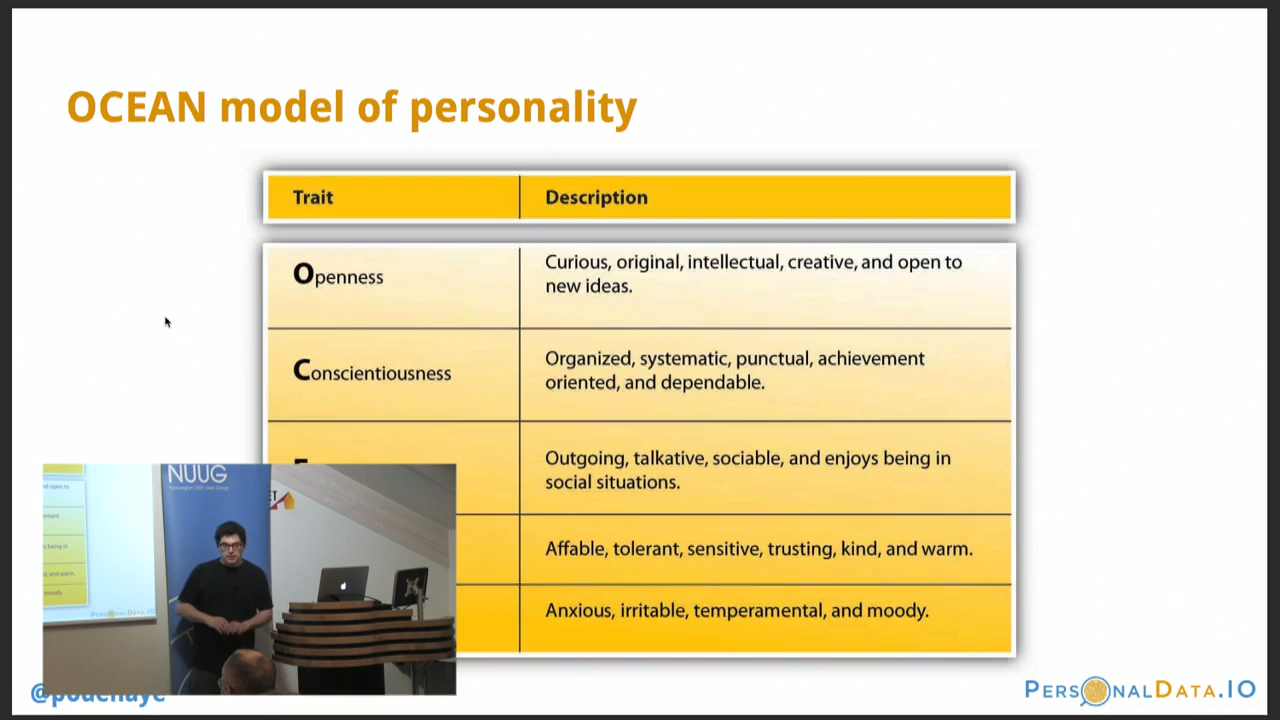 OCEAN model of personality
Trait
Description
Openness
Curious, original, intellectual, creative, and open to
new ideas.
Conscientiousness
Organized, systematic, punctual, achievement
oriented, and dependable.
Outgoing, talkative, sociable, and enjoys being in
social situations.
Affable, tolerant, sensitive, trusting, kind, and warm.
Anxious, irritable, temperamental, and moody.
NUUG
PERSONALDATA.IO